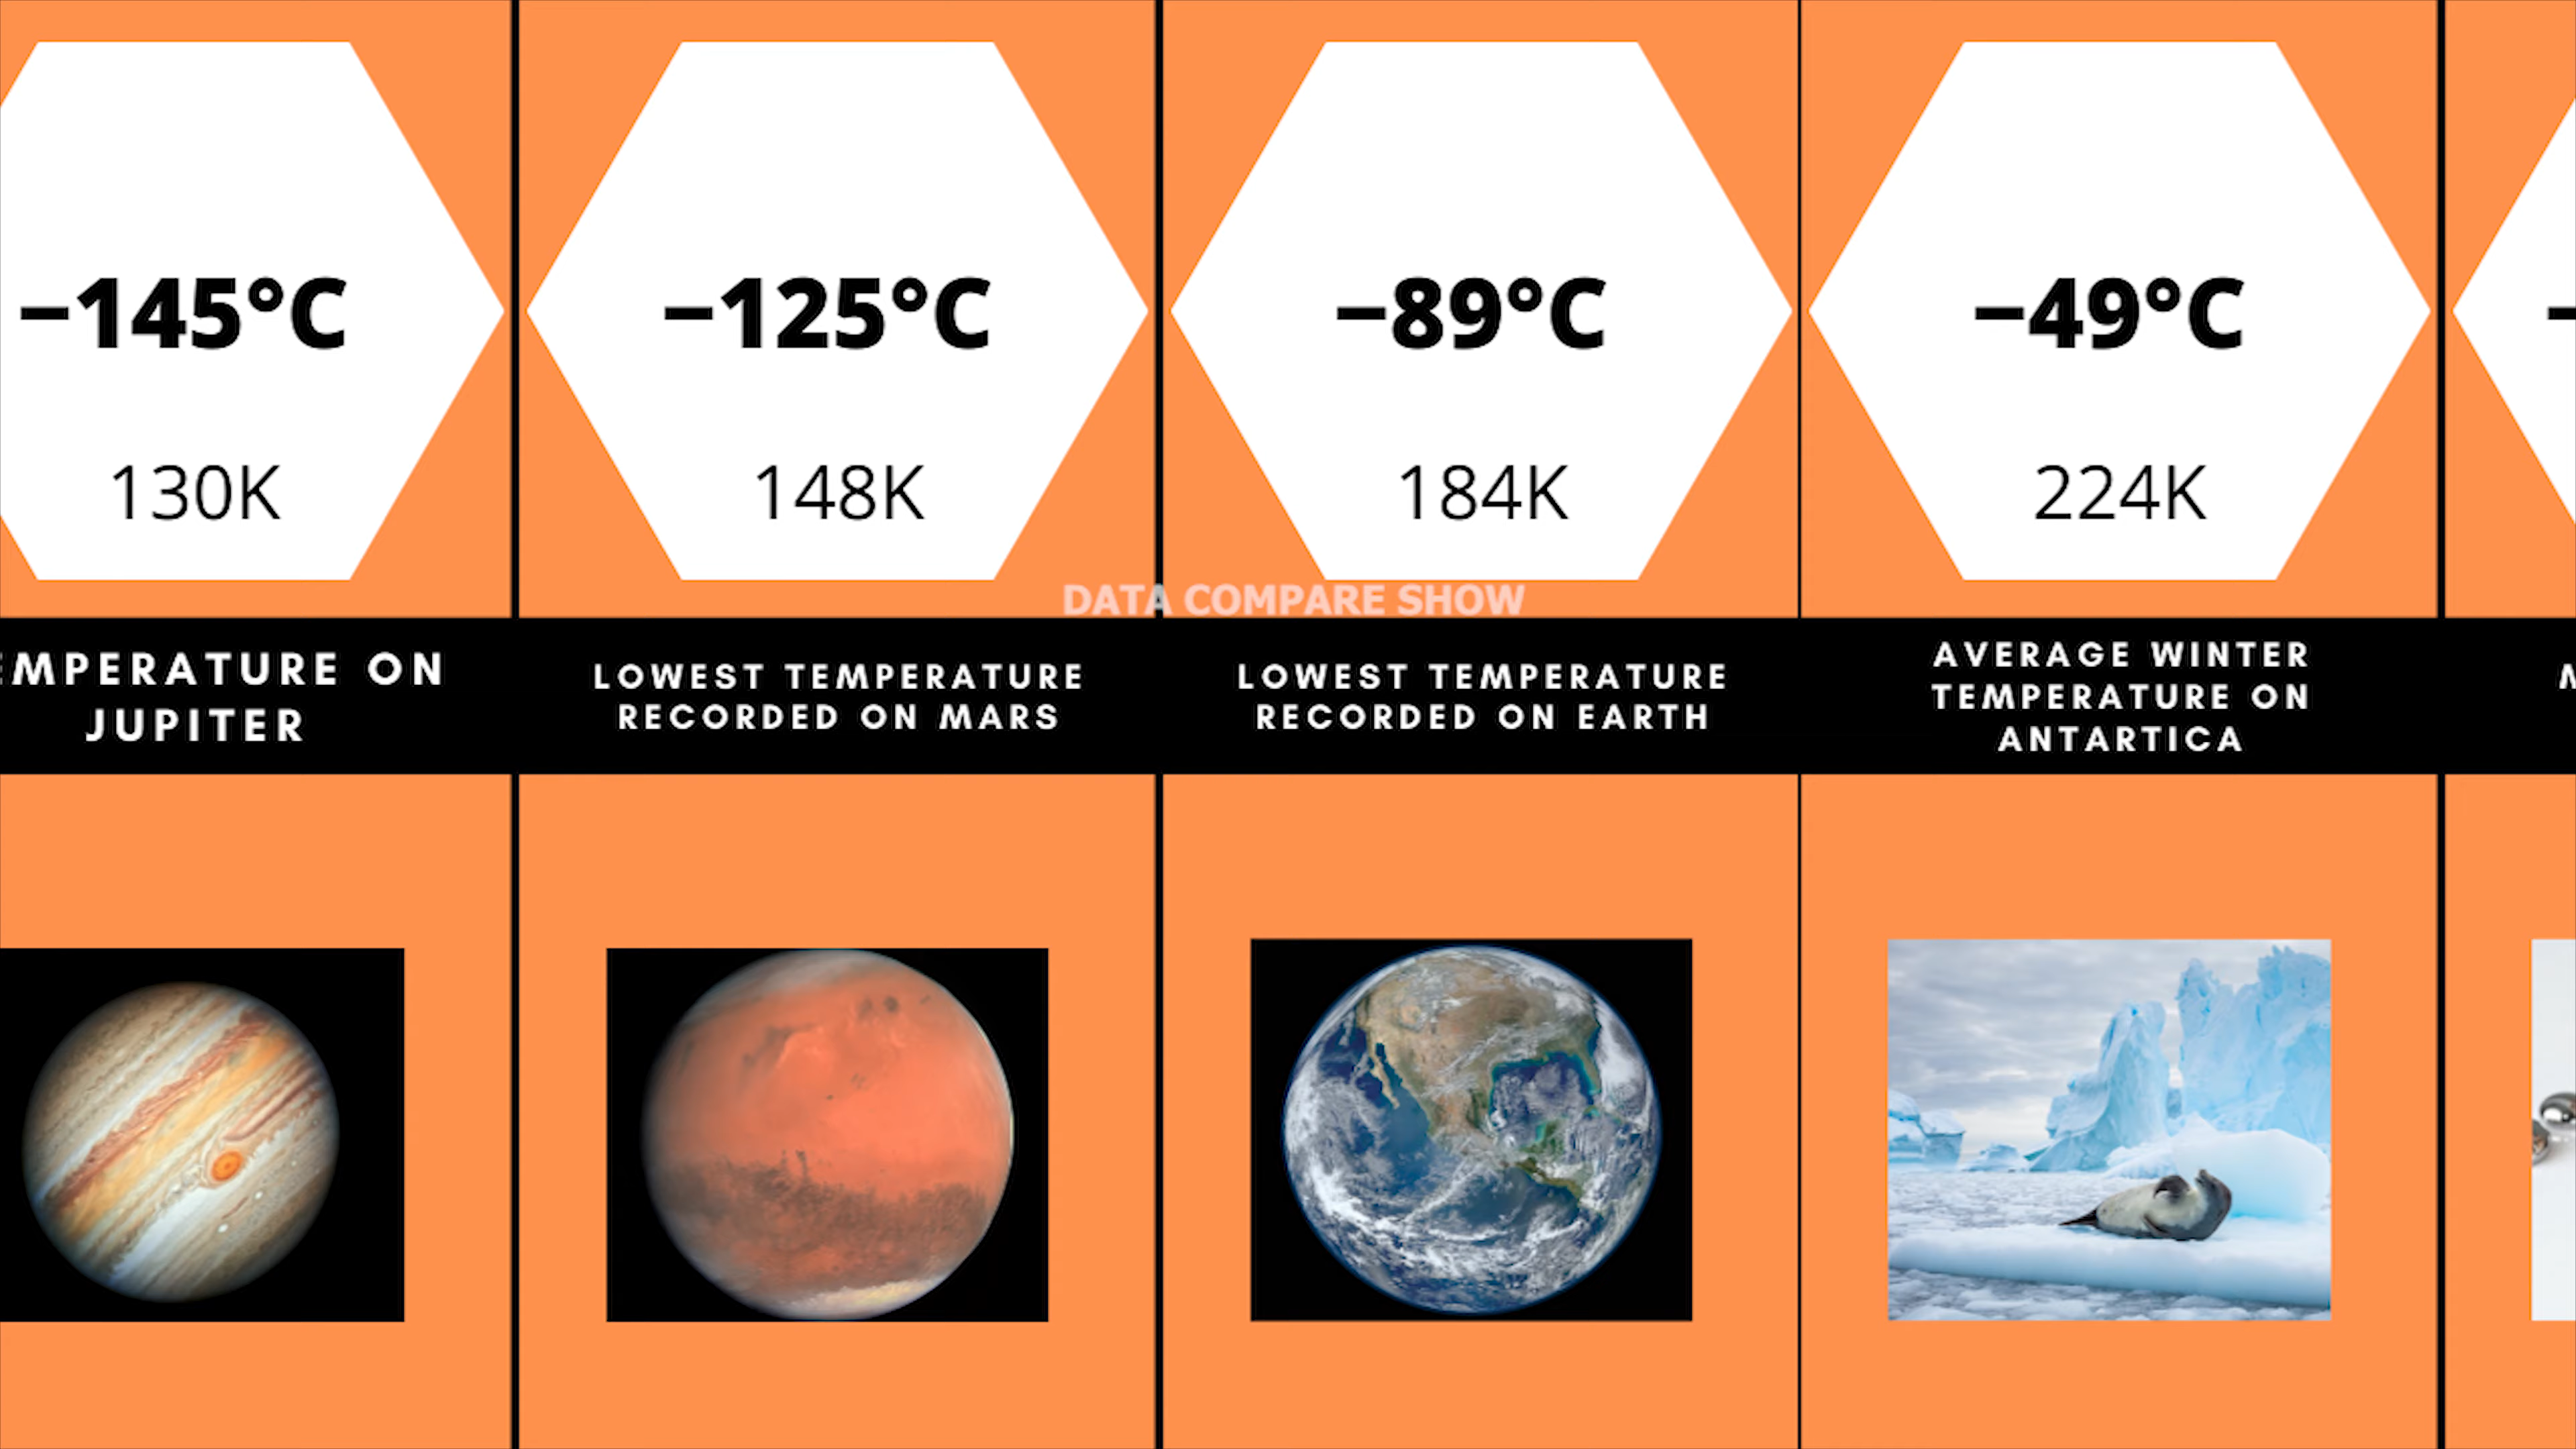 −145°C
130K
EMPERATURE ON
JUPITER
−125°C
148K
LOWEST TEMPERATURE
RECORDED ON MARS
−89°C
184K
LOWEST TEMPERATURE
RECORDED ON EARTH
−49°C
224K
AVERAGE WINTER
TEMPERATURE ON
ANTARTICA
DATA COMPARE SHOW